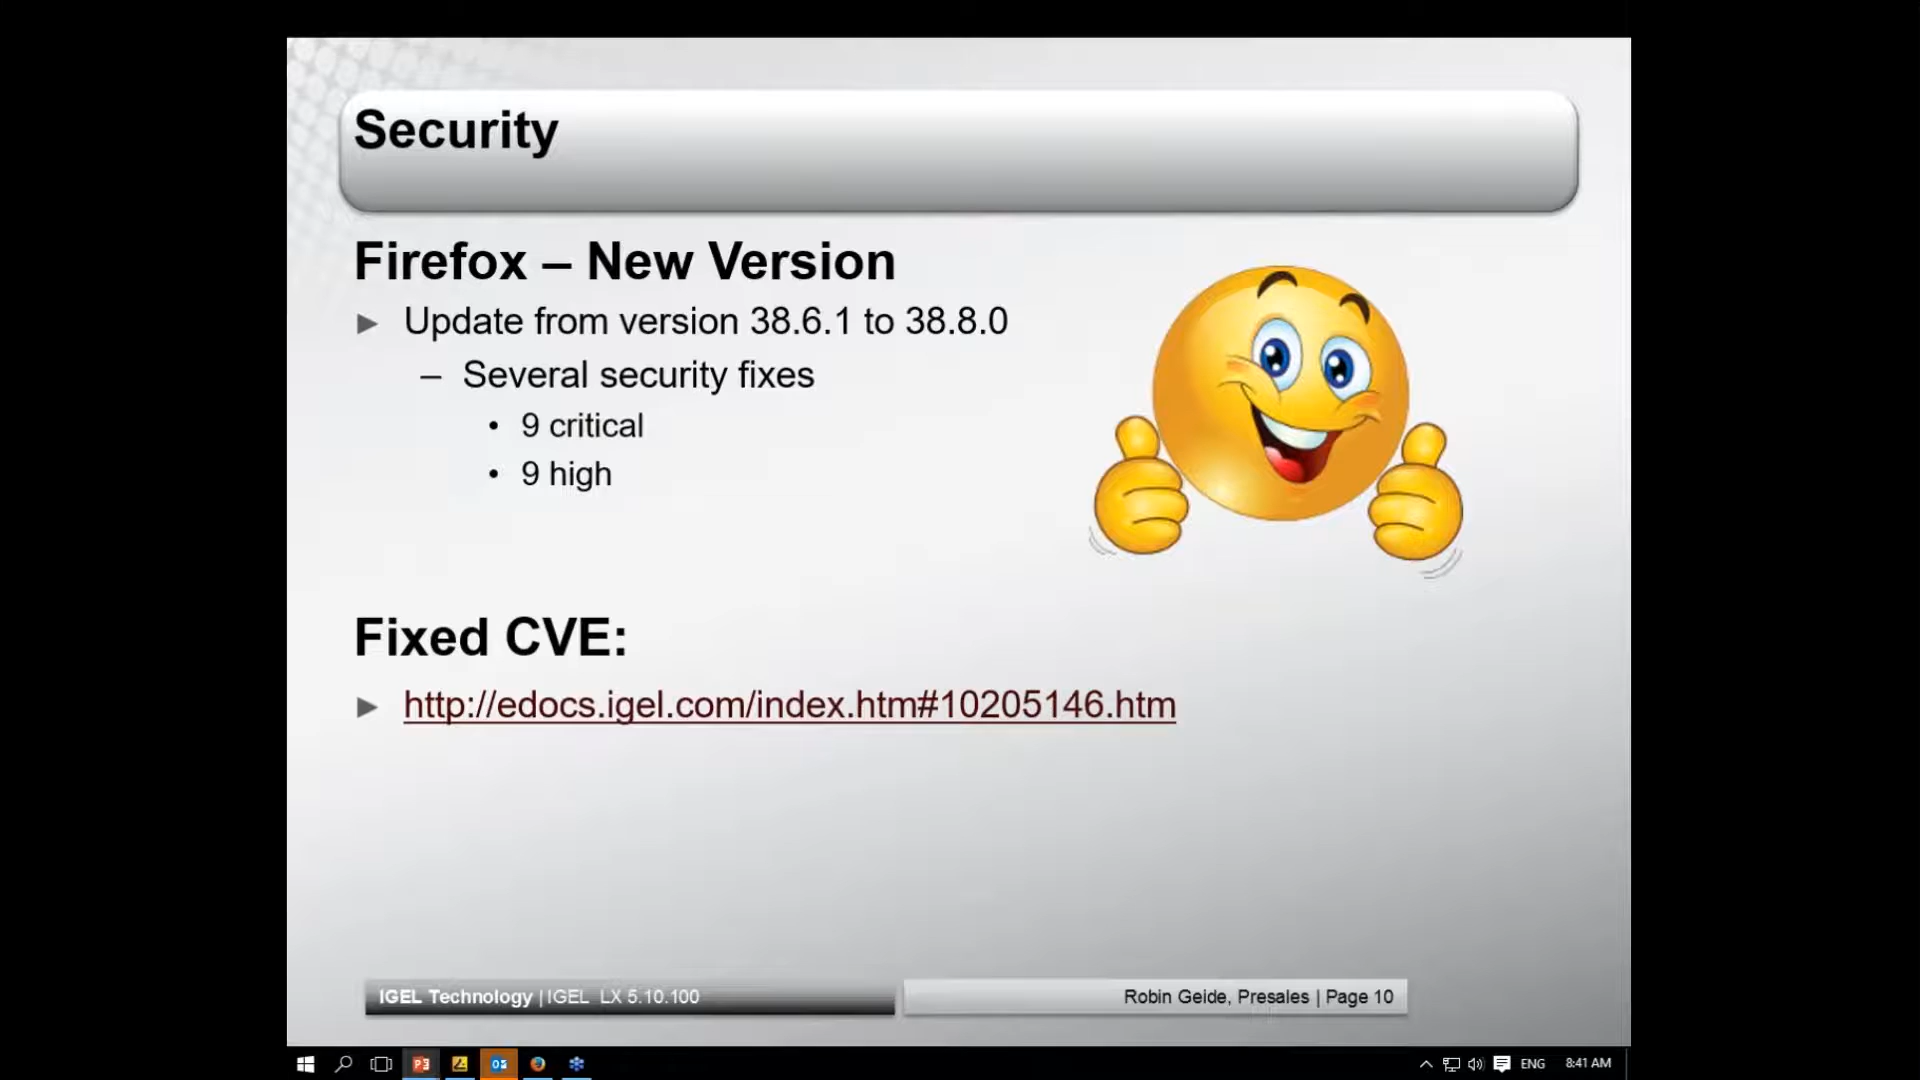 Security
Firefox – New Version
► Update from version 38.6.1 to 38.8.0
– Several security fixes
• 9 critical
• 9 high
Fixed CVE:
► http://edocs.igel.com/index.htm#10205146.htm
IGEL Technology | IGEL LX 5.10.100
Robin Geide, Presales | Page 10
ENG
8:41 AM